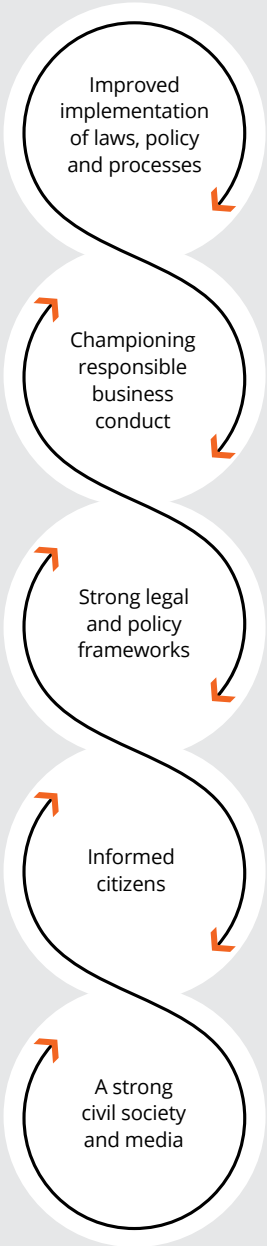 Improved
implementation
of laws, policy
and processes
Championing
responsible
business
conduct
Strong legal
and policy
frameworks
Informed
citizens
A strong
civil society
and media